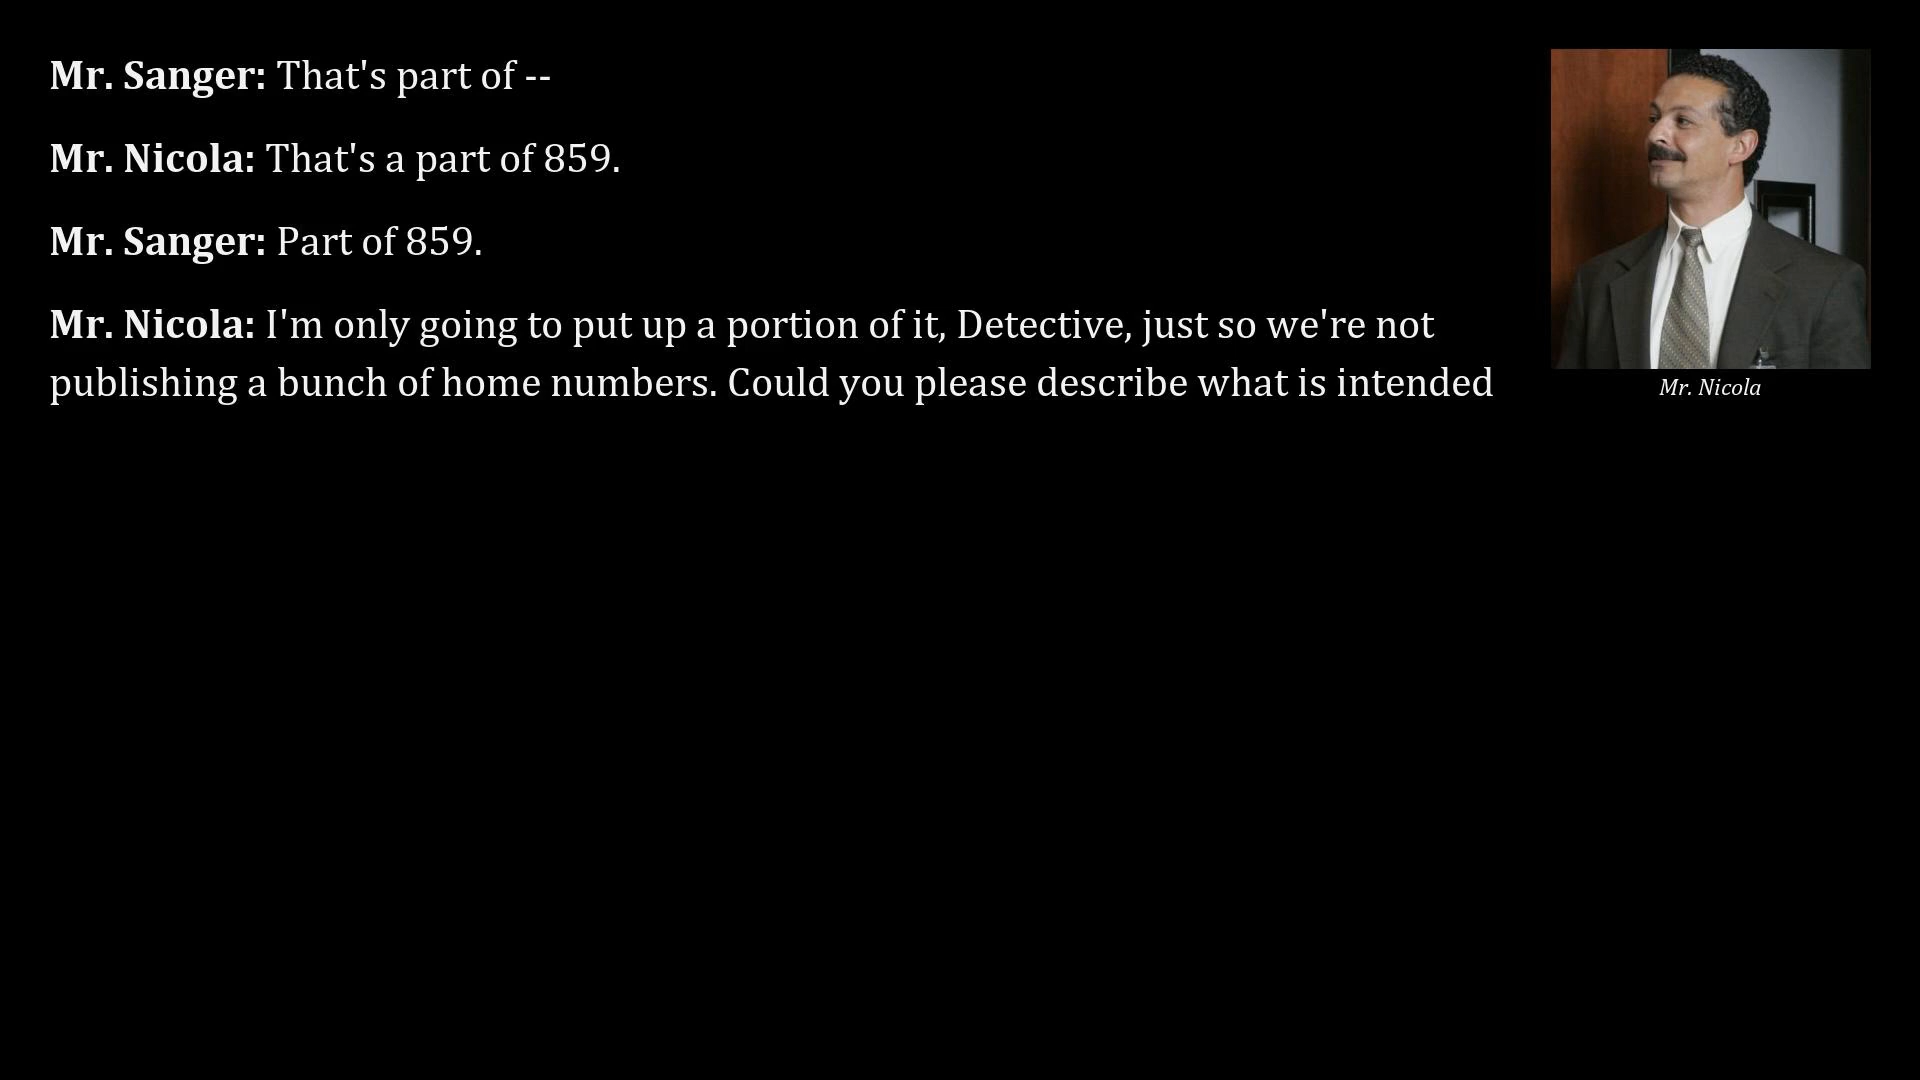 Mr. Sanger: That's part of --
Mr. Nicola: That's a part of 859.
Mr. Sanger: Part of 859.
Mr. Nicola: I'm only going to put up a portion of it, Detective, just so we're not
publishing a bunch of home numbers. Could you please describe what is intended
Mr. Nicola